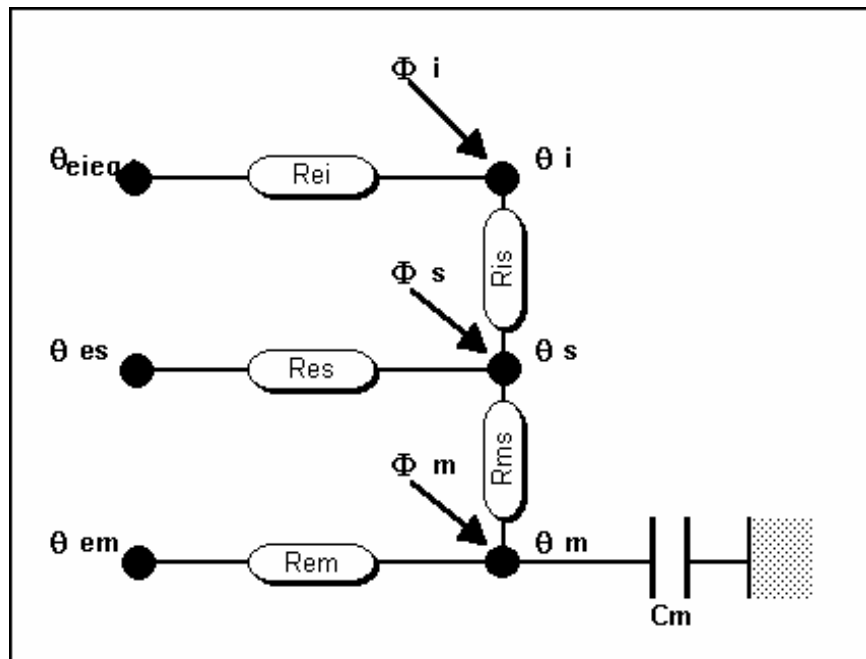 Φ i
θeieq
Rei
θ i
Ris
Φ s
θ es
Res
θ s
Rms
Φ m
θ em
Rem
θ m
Cm